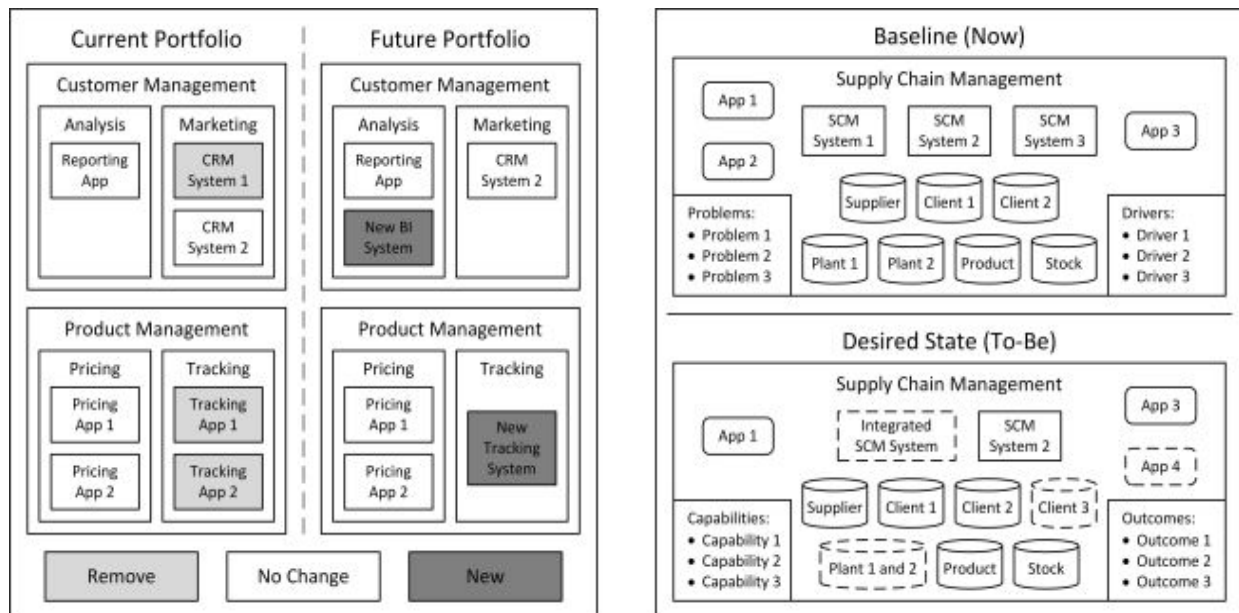 Current Portfolio
Customer Management
Analysis
Reporting
App
Marketing
CRM
System 1
CRM
System 2
Product Management
Pricing
Pricing
App 1
Pricing
App 2
Tracking
Tracking
App 1
Tracking
App 2
Future Portfolio
Customer Management
Analysis
Reporting
App
New BI
System
Marketing
CRM
System 2
Product Management
Pricing
Pricing
App 1
Pricing
App 2
Tracking
New
Tracking
System
Remove
No Change
New
Baseline (Now)
Supply Chain Management
App 1
App 2
SCM
System 1
SCM
System 2
SCM
System 3
App 3
Supplier
Client 1
Client 2
Plant 1
Plant 2
Product
Stock
Problems:
• Problem 1
• Problem 2
• Problem 3
Drivers:
• Driver 1
• Driver 2
• Driver 3
Desired State (To-Be)
Supply Chain Management
App 1
Integrated
SCM System
SCM
System 2
App 3
App 4
Supplier
Client 1
Client 2
Client 3
Plant 1 and 2
Product
Stock
Capabilities:
• Capability 1
• Capability 2
• Capability 3
Outcomes:
• Outcome 1
• Outcome 2
• Outcome 3